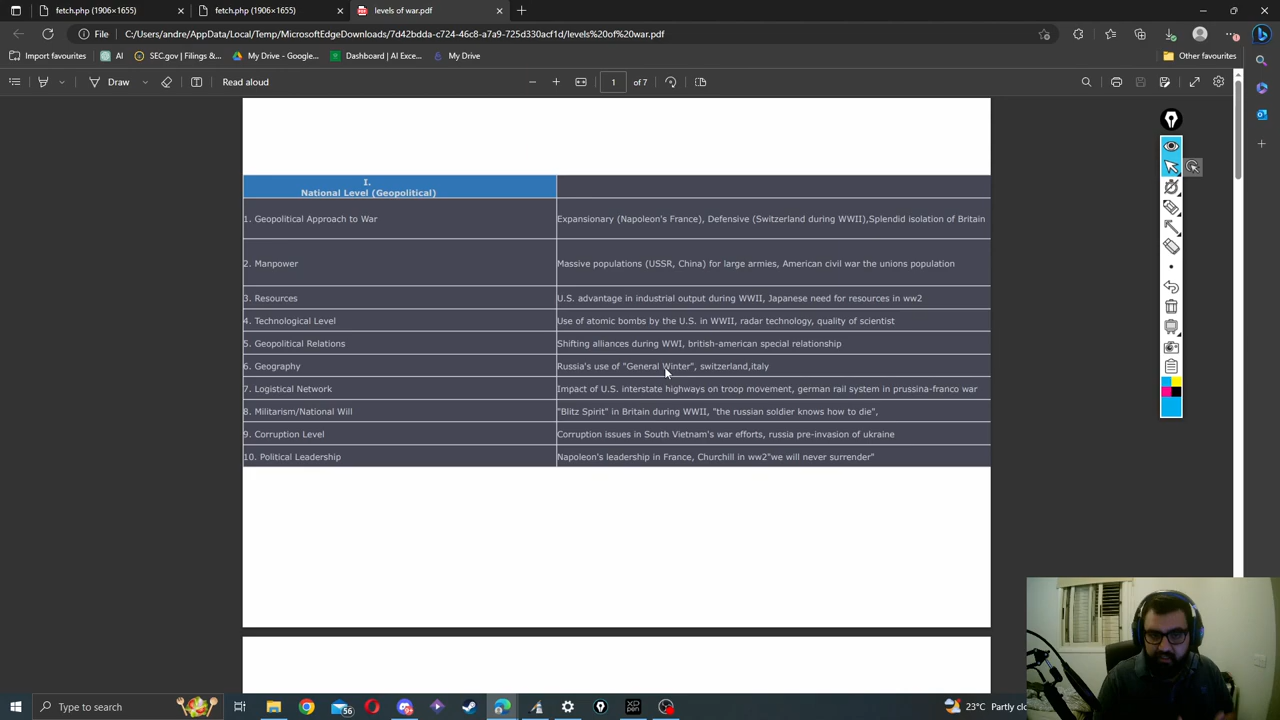 fetch.php (1906×1655)
fetch.php (1906×1655)
levels of war.pdf
File C:/Users/andre/AppData/Local/Temp/MicrosoftEdgeDownloads/7d42bdda-c724-46c8-a7a9-725d330acf1d/levels%20of%20war.pdf
Import favourites AI SEC.gov | Filings &... My Drive - Google... Dashboard | AI Exce... My Drive Other favourites
Draw Read aloud 1 of 7
I.
National Level (Geopolitical)
1. Geopolitical Approach to War Expansionary (Napoleon's France), Defensive (Switzerland during WWII),Splendid isolation of Britain
2. Manpower Massive populations (USSR, China) for large armies, American civil war the unions population
3. Resources U.S. advantage in industrial output during WWII, Japanese need for resources in ww2
4. Technological Level Use of atomic bombs by the U.S. in WWII, radar technology, quality of scientist
5. Geopolitical Relations Shifting alliances during WWI, british-american special relationship
6. Geography Russia's use of "General Winter", switzerland,italy
7. Logistical Network Impact of U.S. interstate highways on troop movement, german rail system in prussina-franco war
8. Militarism/National Will "Blitz Spirit" in Britain during WWII, "the russian soldier knows how to die",
9. Corruption Level Corruption issues in South Vietnam's war efforts, russia pre-invasion of ukraine
10. Political Leadership Napoleon's leadership in France, Churchill in ww2"we will never surrender"
Type to search 56 XP PEN 23°C Partly clo